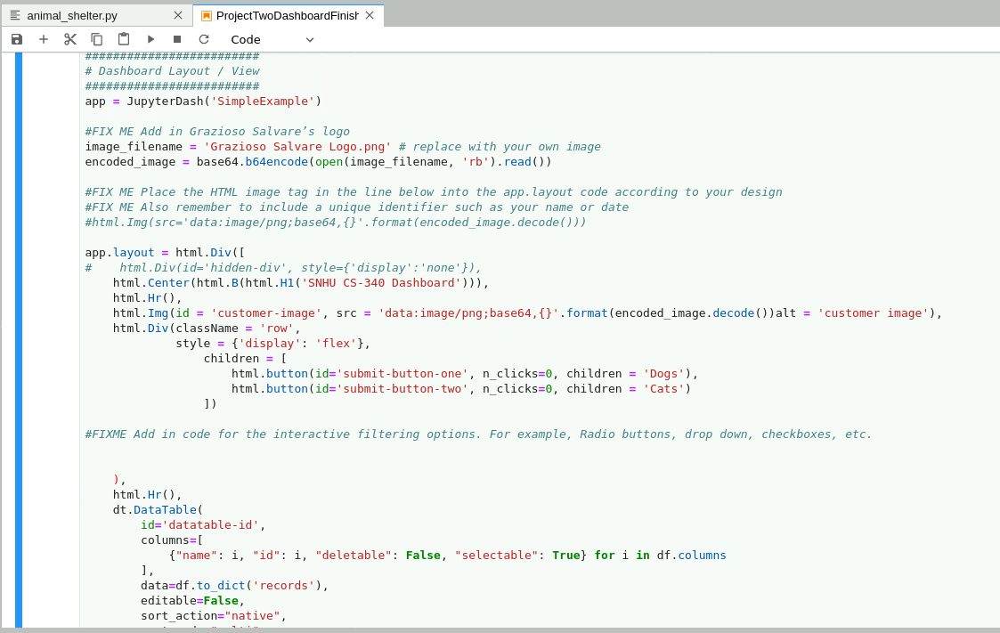 animal_shelter.py
ProjectTwoDashboardFinish
Code
#########################
# Dashboard Layout / View
#########################
app = JupyterDash('SimpleExample')
#FIX ME Add in Grazioso Salvare’s logo
image_filename = 'Grazioso Salvare Logo.png' # replace with your own image
encoded_image = base64.b64encode(open(image_filename, 'rb').read())
#FIX ME Place the HTML image tag in the line below into the app.layout code according to your design
#FIX ME Also remember to include a unique identifier such as your name or date
#html.Img(src='data:image/png;base64,{}'.format(encoded_image.decode()))
app.layout = html.Div([
#    html.Div(id='hidden-div', style={'display':'none'}),
    html.Center(html.B(html.H1('SNHU CS-340 Dashboard'))),
    html.Hr(),
    html.Img(id = 'customer-image', src = 'data:image/png;base64,{}'.format(encoded_image.decode())alt = 'customer image'),
    html.Div(className = 'row',
             style = {'display': 'flex'},
                 children = [
                     html.button(id='submit-button-one', n_clicks=0, children = 'Dogs'),
                     html.button(id='submit-button-two', n_clicks=0, children = 'Cats')
                 ])
#FIXME Add in code for the interactive filtering options. For example, Radio buttons, drop down, checkboxes, etc.
    ),
    html.Hr(),
    dt.DataTable(
        id='datatable-id',
        columns=[
            {"name": i, "id": i, "deletable": False, "selectable": True} for i in df.columns
        ],
        data=df.to_dict('records'),
        editable=False,
        sort_action="native",